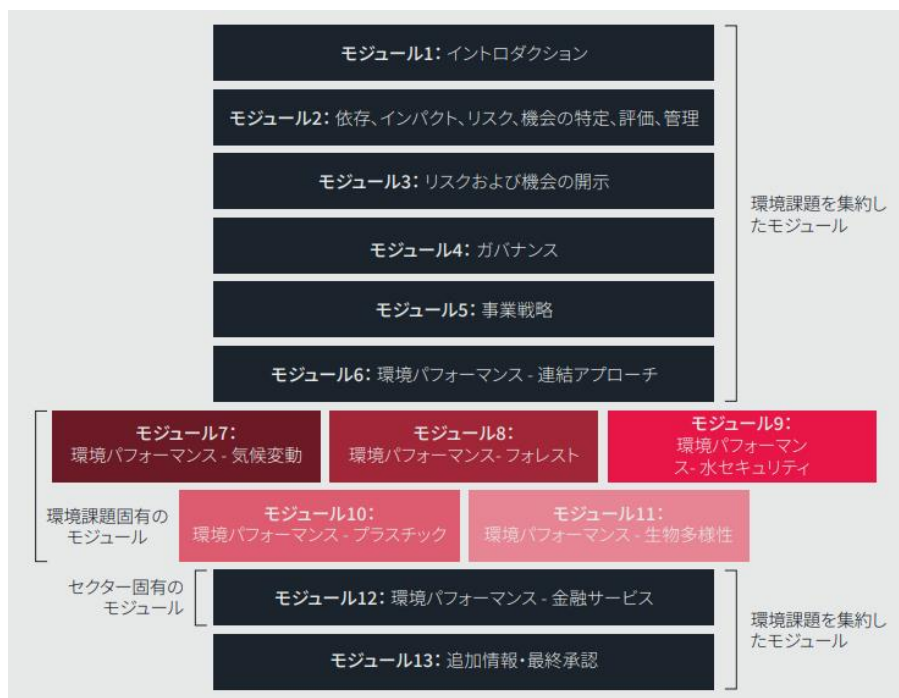 モジュール1: イントロダクション
モジュール2: 依存、インパクト、リスク、機会の特定、評価、管理
モジュール3: リスクおよび機会の開示
環境課題を集約し
たモジュール
モジュール4: ガバナンス
モジュール5: 事業戦略
モジュール6: 環境パフォーマンス - 連結アプローチ
モジュール7:
環境パフォーマンス - 気候変動
モジュール8:
環境パフォーマンス- フォレスト
モジュール9:
環境パフォーマン
ス- 水セキュリティ
環境課題固有の
モジュール
モジュール10:
環境パフォーマンス - プラスチック
モジュール11:
環境パフォーマンス - 生物多様性
セクター固有の
モジュール
モジュール12: 環境パフォーマンス - 金融サービス
環境課題を集約し
たモジュール
モジュール13: 追加情報・最終承認